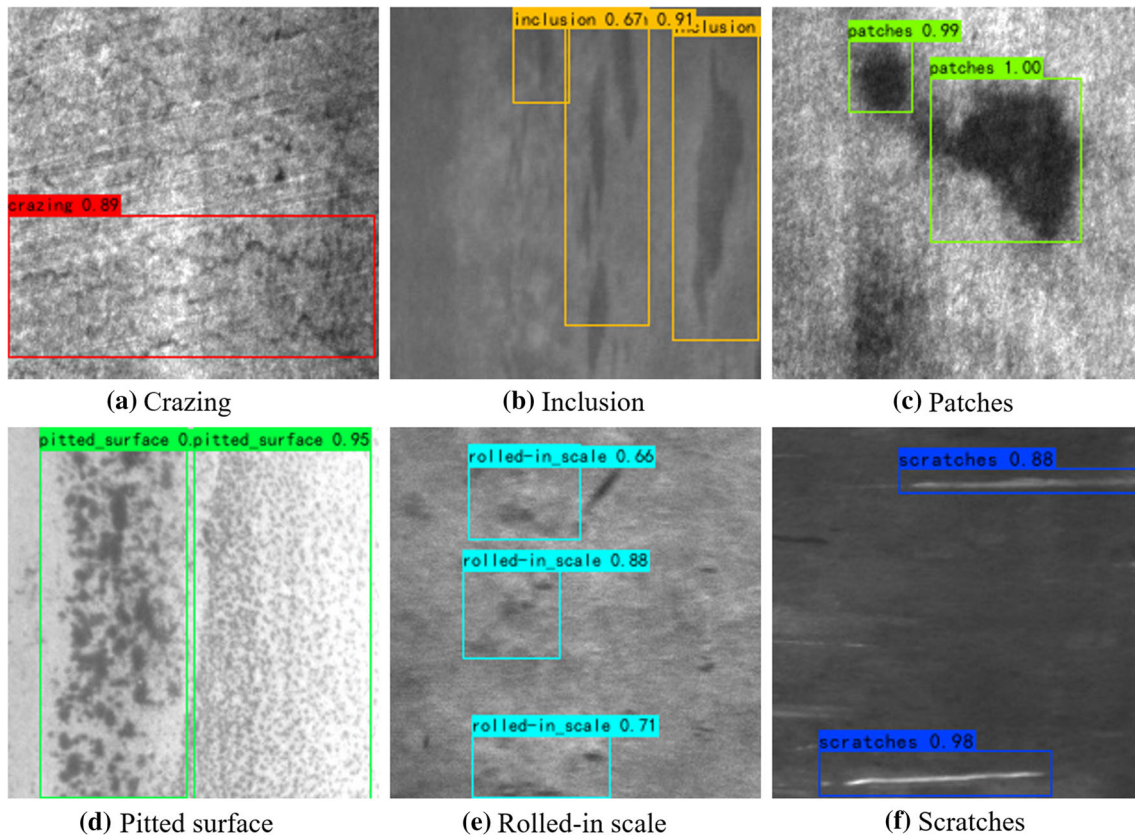 crazing 0.89
inclusion 0.67
0.91
inclusion
patches 0.99
patches 1.00
(a) Crazing
(b) Inclusion
(c) Patches
pitted_surface 0.
pitted_surface 0.95
rolled-in_scale 0.66
rolled-in_scale 0.88
rolled-in_scale 0.71
scratches 0.88
scratches 0.98
(d) Pitted surface
(e) Rolled-in scale
(f) Scratches